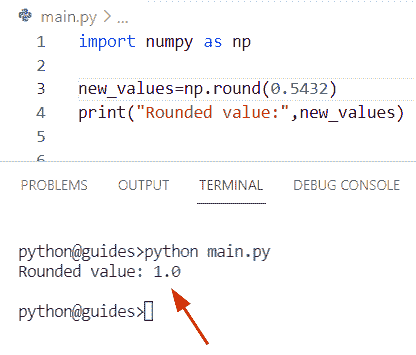 main.py > ...
1 import numpy as np
2
3 new_values=np.round(0.5432)
4 print("Rounded value:",new_values)
5
6
PROBLEMS OUTPUT TERMINAL DEBUG CONSOLE
python@guides>python main.py
Rounded value: 1.0
python@guides>